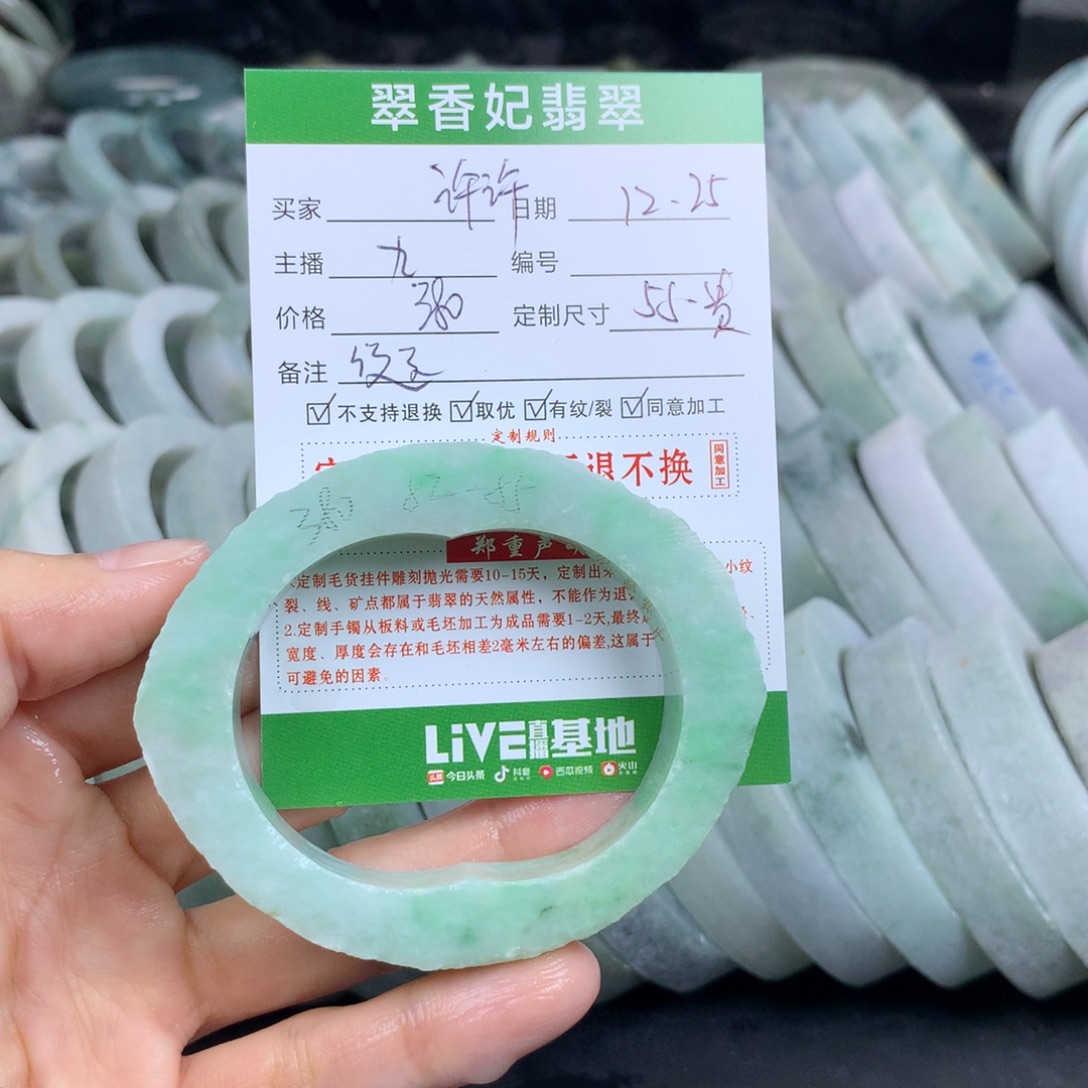 翠香妃翡翠
买家 许许 日期 12-25
主播 九 编号
价格 380 定制尺寸 55-贵
备注
不支持退换 取优 有纹/裂 同意加工
定制规则
退不换 同意加工
380
郑重声
定制毛货挂件雕刻抛光需要10-15天，定制出 小纹
裂、线、矿点都属于翡翠的天然属性，不能作为退
2.定制手镯从板料或毛坯加工为成品需要1-2天,最终
宽度、厚度会存在和毛坯相差2毫米左右的偏差,这属于
可避免的因素。
LiVE直播基地
头条 今日头条 抖音 西瓜视频 火山